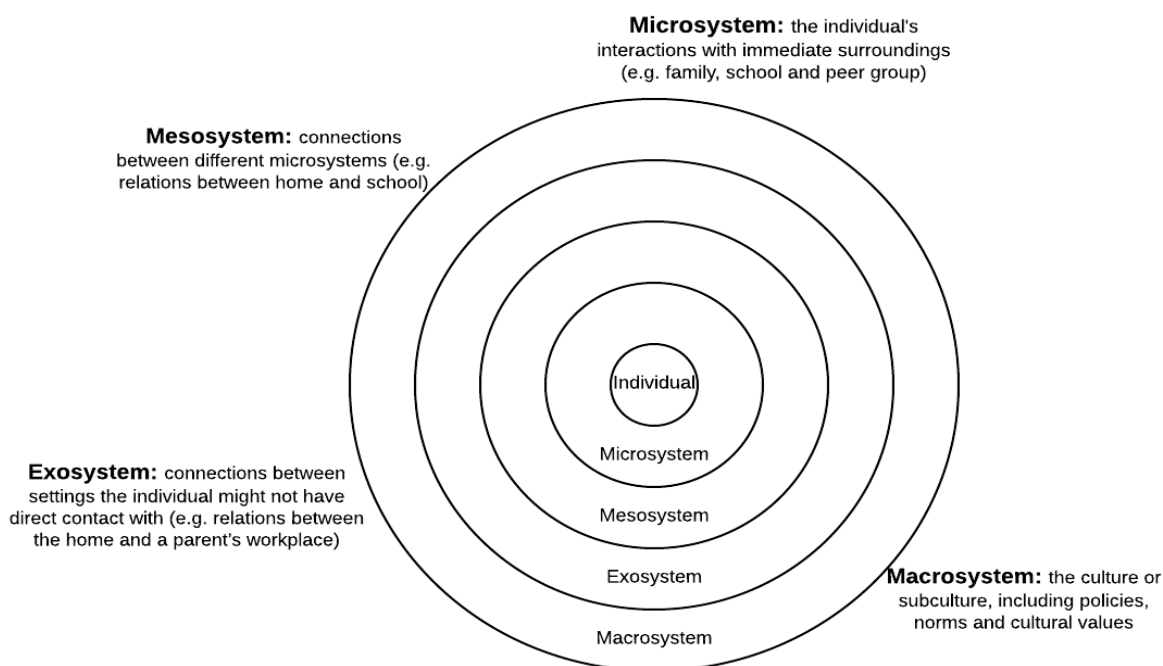 Microsystem: the individual's
interactions with immediate surroundings
(e.g. family, school and peer group)
Mesosystem: connections
between different microsystems (e.g.
relations between home and school)
Individual
Microsystem
Mesosystem
Exosystem
Macrosystem
Exosystem: connections between
settings the individual might not have
direct contact with (e.g. relations between
the home and a parent's workplace)
Macrosystem: the culture or
subculture, including policies,
norms and cultural values